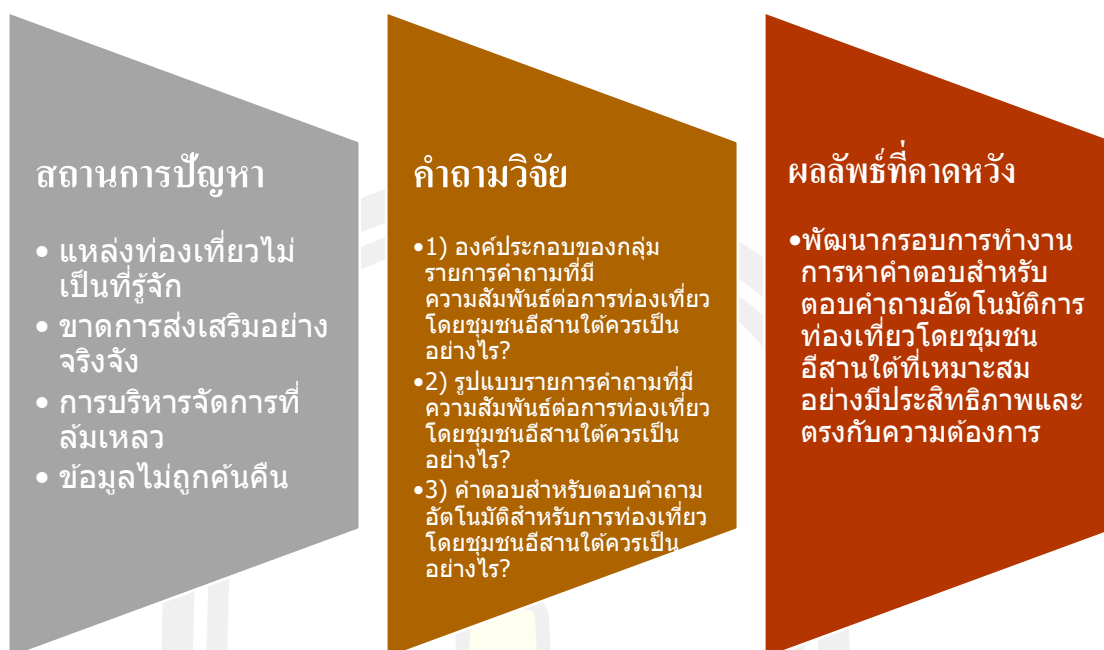 สถานการปัญหา
• แหล่งท่องเที่ยวไม่
เป็นที่รู้จัก
• ขาดการส่งเสริมอย่าง
จริงจัง
• การบริหารจัดการที่
ล้มเหลว
• ข้อมูลไม่ถูกค้นคืน
คำถามวิจัย
•1) องค์ประกอบของกลุ่ม
รายการคำถามที่มี
ความสัมพันธ์ต่อการท่องเที่ยว
โดยชุมชนอีสานใต้ควรเป็น
อย่างไร?
•2) รูปแบบรายการคำถามที่มี
ความสัมพันธ์ต่อการท่องเที่ยว
โดยชุมชนอีสานใต้ควรเป็น
อย่างไร?
•3) คำตอบสำหรับตอบคำถาม
อัตโนมัติสำหรับการท่องเที่ยว
โดยชุมชนอีสานใต้ควรเป็น
อย่างไร?
ผลลัพธ์ที่คาดหวัง
•พัฒนากรอบการทำงาน
การหาคำตอบสำหรับ
ตอบคำถามอัตโนมัติการ
ท่องเที่ยวโดยชุมชน
อีสานใต้ที่เหมาะสม
อย่างมีประสิทธิภาพและ
ตรงกับความต้องการ